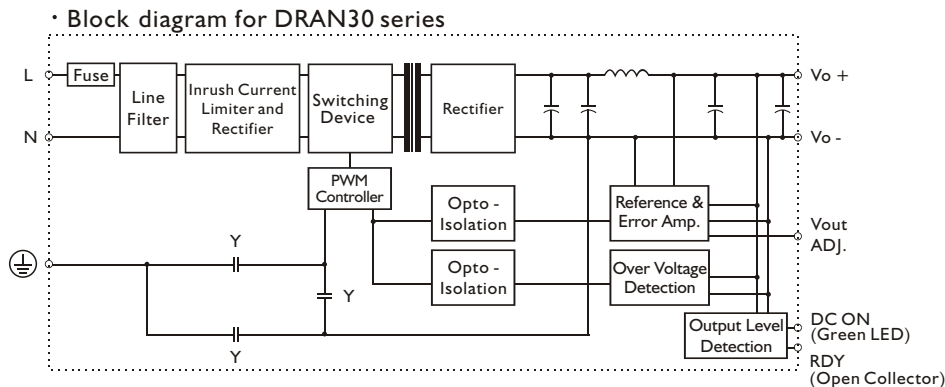 · Block diagram for DRAN30 series
L
Fuse
Line
Filter
Inrush Current
Limiter and
Rectifier
Switching
Device
Rectifier
Vo +
N
Vo -
PWM
Controller
Opto -
Isolation
Reference &
Error Amp.
Vout
ADJ.
Y
Y
Y
Opto -
Isolation
Over Voltage
Detection
Output Level
Detection
DC ON
(Green LED)
RDY
(Open Collector)